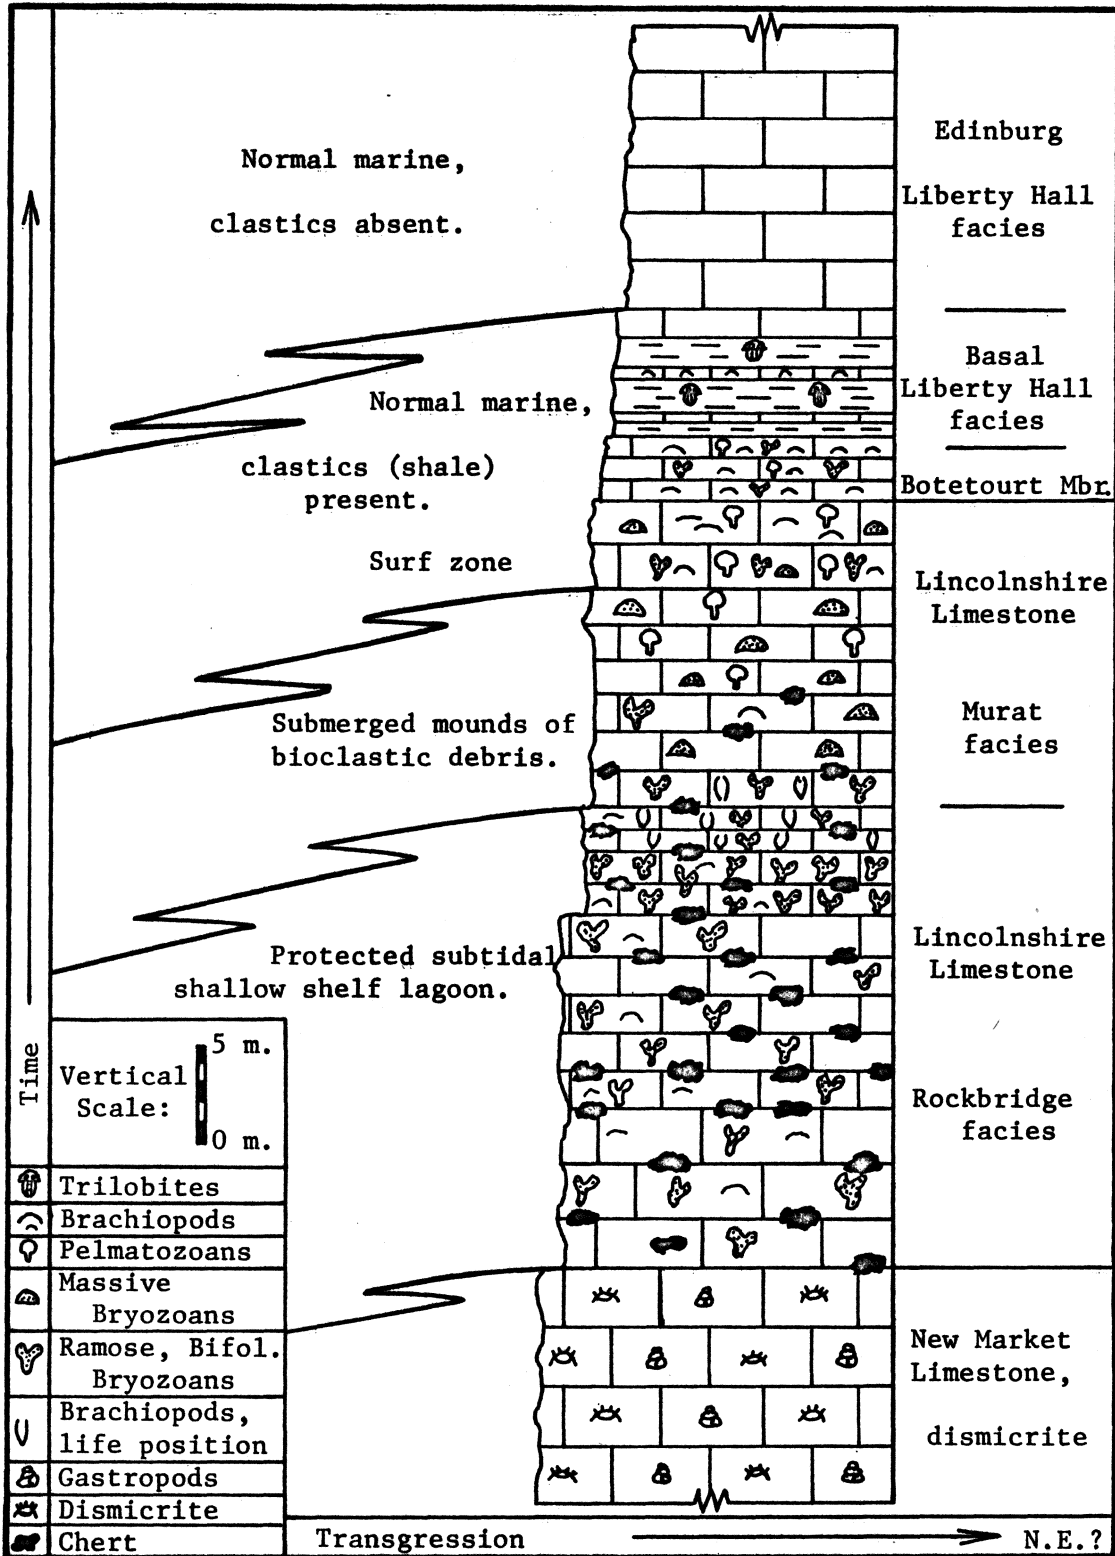 Normal marine,
clastics absent.
Normal marine,
clastics (shale)
present.
Surf zone
Submerged mounds of
bioclastic debris.
Protected subtidal
shallow shelf lagoon.
Edinburg
Liberty Hall
facies
Basal
Liberty Hall
facies
Botetourt Mbr.
Lincolnshire
Limestone
Murat
facies
Lincolnshire
Limestone
Rockbridge
facies
New Market
Limestone,
dismicrite
Time
Vertical
Scale:
5 m.
0 m.
Trilobites
Brachiopods
Pelmatozoans
Massive
Bryozoans
Ramose, Bifol.
Bryozoans
Brachiopods,
life position
Gastropods
Dismicrite
Chert
Transgression
N.E.?